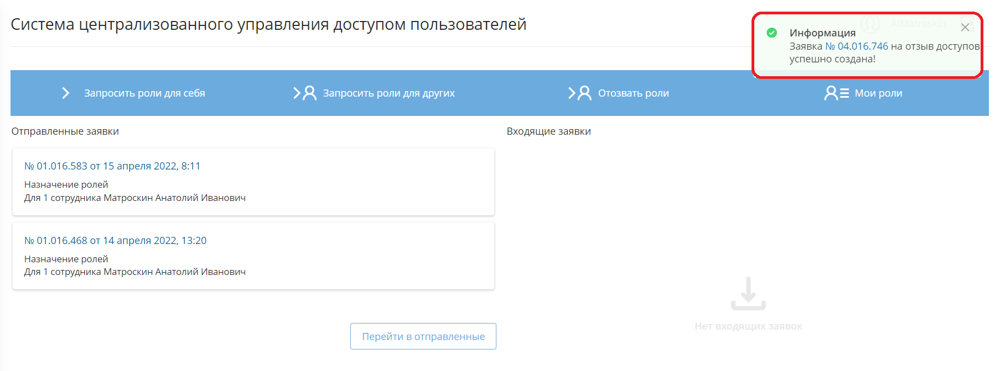 Система централизованного управления доступом пользователей
AIMatroskin
Информация
Заявка № 04.016.746 на отзыв доступов
успешно создана!
Запросить роли для себя
Запросить роли для других
Отозвать роли
Мои роли
Отправленные заявки
№ 01.016.583 от 15 апреля 2022, 8:11
Назначение ролей
Для 1 сотрудника Матроскин Анатолий Иванович
№ 01.016.468 от 14 апреля 2022, 13:20
Назначение ролей
Для 1 сотрудника Матроскин Анатолий Иванович
Перейти в отправленные
Входящие заявки
Нет входящих заявок